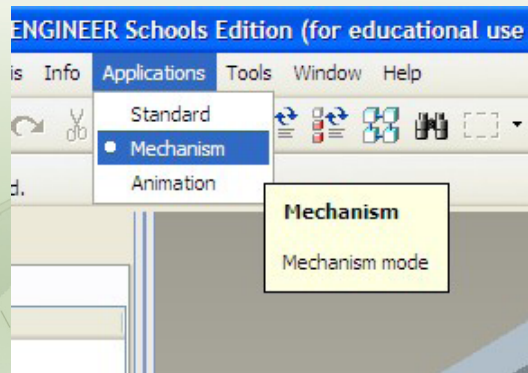 ENGINEER Schools Edition (for educational use
is Info Applications Tools Window Help
Standard
Mechanism
d.
Animation
Mechanism
Mechanism mode